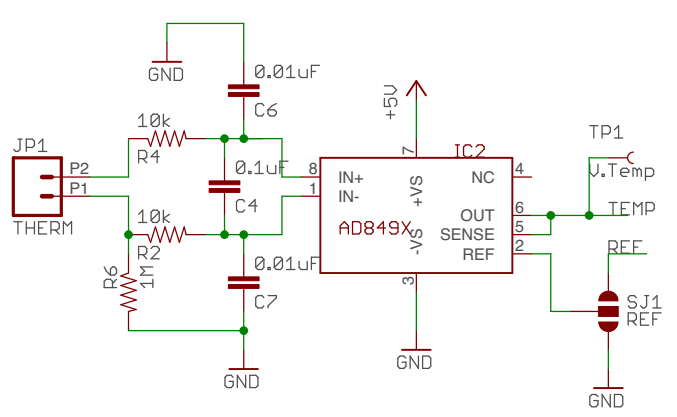 GND
0.01uF
C6
+5V
10k
R4
JP1
P2
P1
THERM
0.1uF
C4
10k
R2
R6
1M
0.01uF
C7
GND
IC2
8
1
7
3
4
6
5
2
IN+
IN-
+VS
-VS
NC
OUT
SENSE
REF
AD849X
GND
TP1
V.Temp
TEMP
REF
SJ1
REF
GND